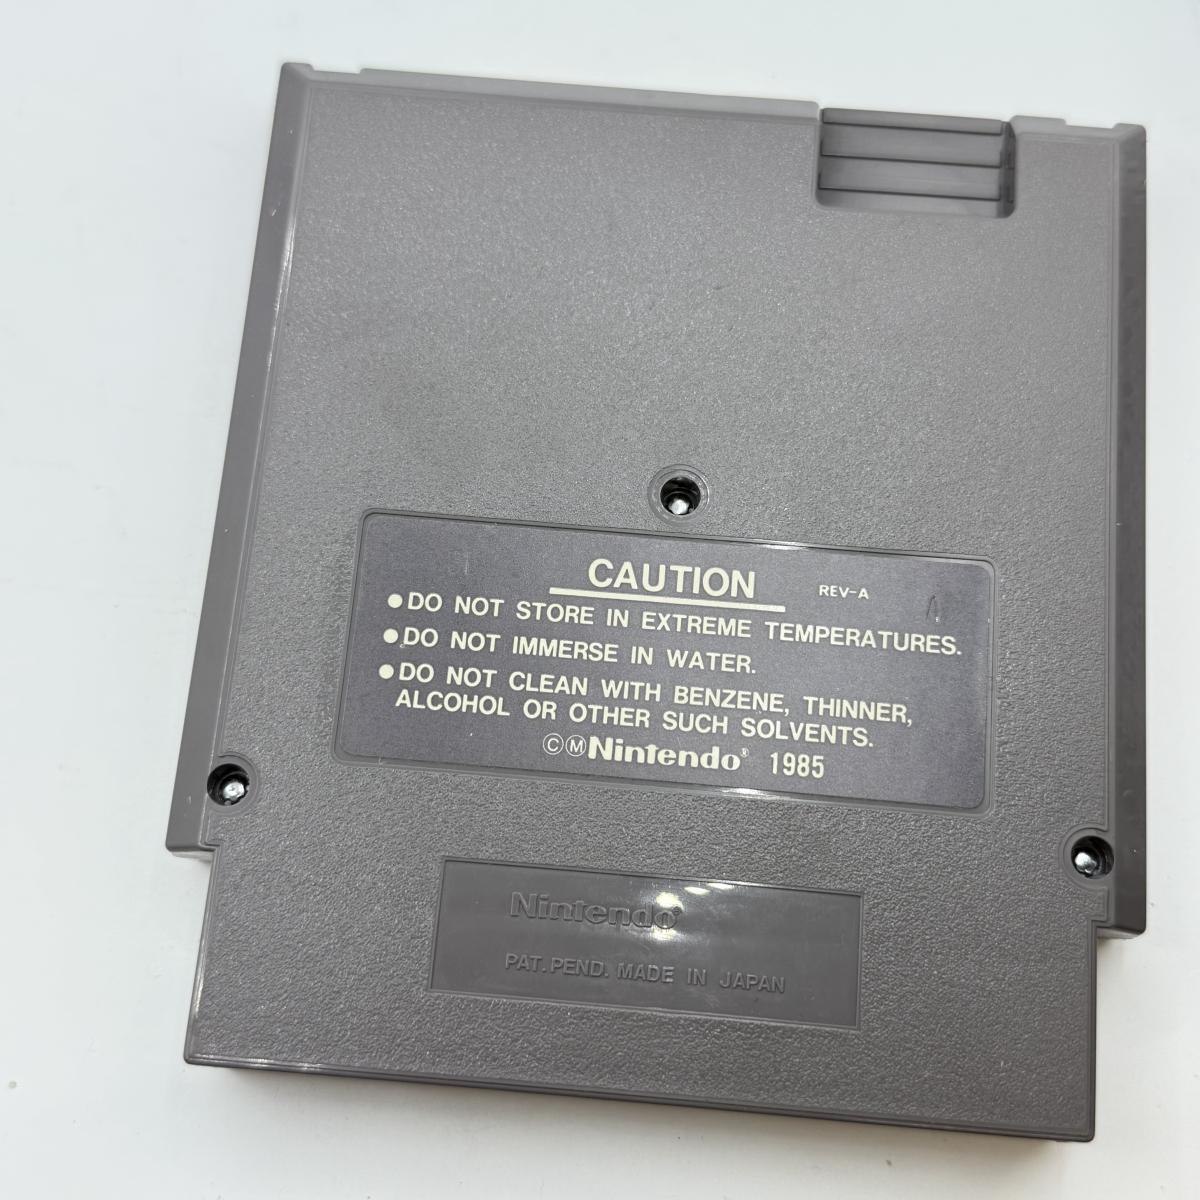 CAUTION REV-A
●DO NOT STORE IN EXTREME TEMPERATURES.
●DO NOT IMMERSE IN WATER.
●DO NOT CLEAN WITH BENZENE, THINNER,
ALCOHOL OR OTHER SUCH SOLVENTS.
ⒸⓂNintendo® 1985
Nintendo®
PAT. PEND. MADE IN JAPAN